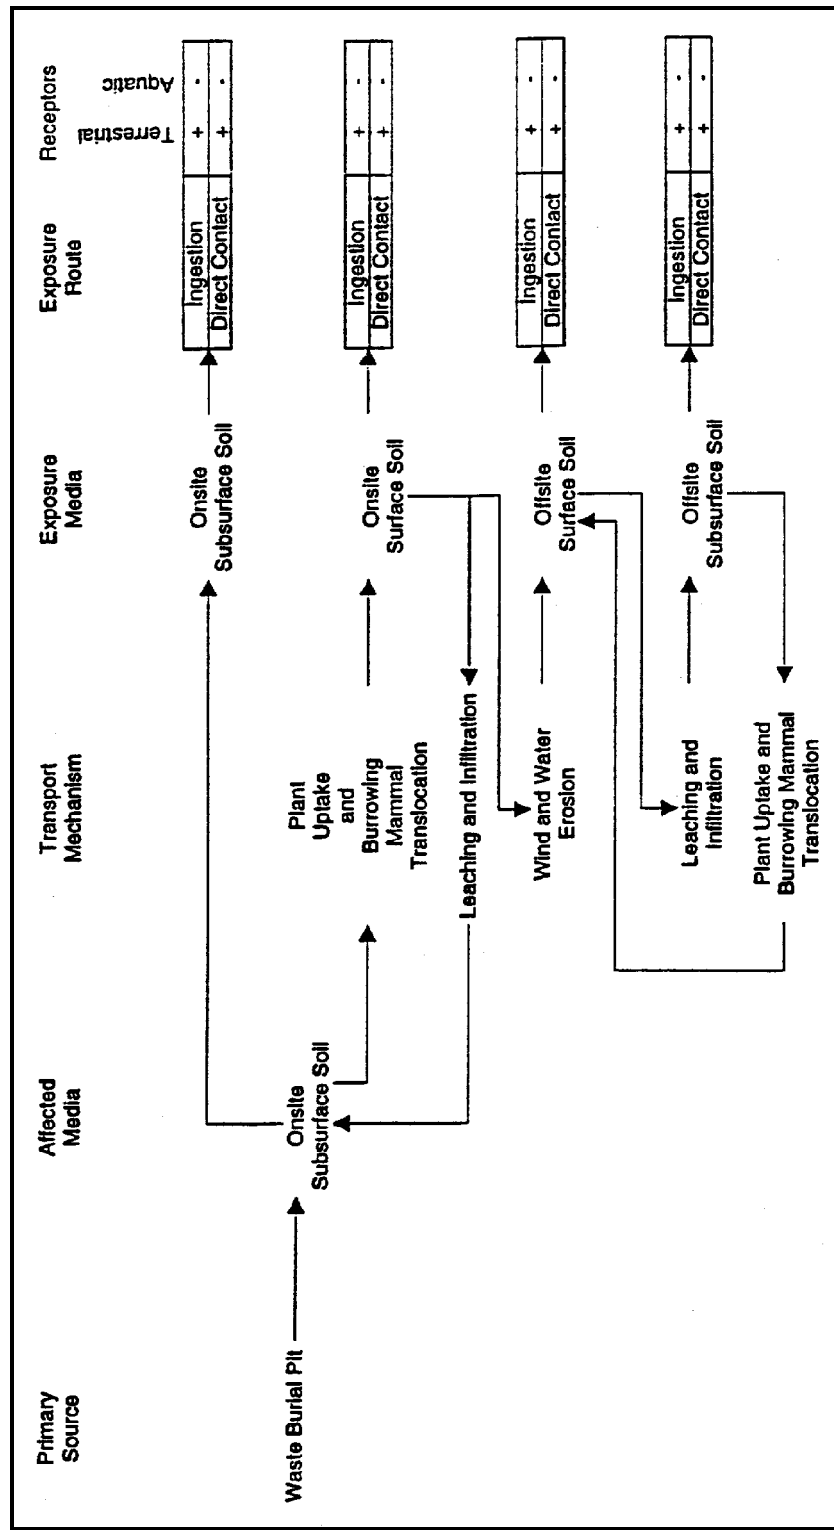 Primary
Source
Affected
Media
Transport
Mechanism
Exposure
Media
Exposure
Route
Receptors
Terrestrial
Aquatic
Waste Burial Pit
Onsite
Subsurface Soil
Onsite
Subsurface Soil
Ingestion + -
Direct Contact + -
Plant
Uptake
and
Burrowing
Mammal
Translocation
Onsite
Surface Soil
Ingestion + -
Direct Contact + -
Leaching and Infiltration
Wind and Water
Erosion
Offsite
Surface Soil
Ingestion + -
Direct Contact + -
Leaching and
Infiltration
Offsite
Subsurface Soil
Ingestion + -
Direct Contact + -
Plant Uptake and
Burrowing Mammal
Translocation